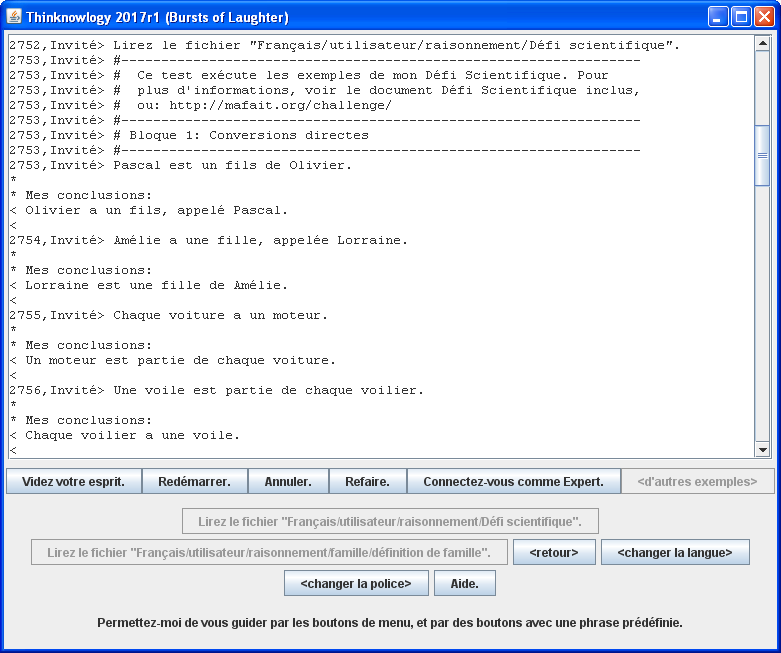 Thinknowlogy 2017r1 (Bursts of Laughter)
2752,Invité> Lirez le fichier "Français/utilisateur/raisonnement/Défi scientifique".
2753,Invité> #--------------------------------------------------------------------
2753,Invité> #  Ce test exécute les exemples de mon Défi Scientifique. Pour
2753,Invité> #  plus d'informations, voir le document Défi Scientifique inclus,
2753,Invité> #  ou: http://mafait.org/challenge/
2753,Invité> #--------------------------------------------------------------------
2753,Invité> # Bloque 1: Conversions directes
2753,Invité> #--------------------------------------------------------------------
2753,Invité> Pascal est un fils de Olivier.
*
* Mes conclusions:
< Olivier a un fils, appelé Pascal.
<
2754,Invité> Amélie a une fille, appelée Lorraine.
*
* Mes conclusions:
< Lorraine est une fille de Amélie.
<
2755,Invité> Chaque voiture a un moteur.
*
* Mes conclusions:
< Un moteur est partie de chaque voiture.
<
2756,Invité> Une voile est partie de chaque voilier.
*
* Mes conclusions:
< Chaque voilier a une voile.
<
Videz votre esprit. Redémarrer. Annuler. Refaire. Connectez-vous comme Expert. <d'autres exemples>
Lirez le fichier "Français/utilisateur/raisonnement/Défi scientifique".
Lirez le fichier "Français/utilisateur/raisonnement/famille/définition de famille". <retour> <changer la langue>
<changer la police> Aide.
Permettez-moi de vous guider par les boutons de menu, et par des boutons avec une phrase prédéfinie.